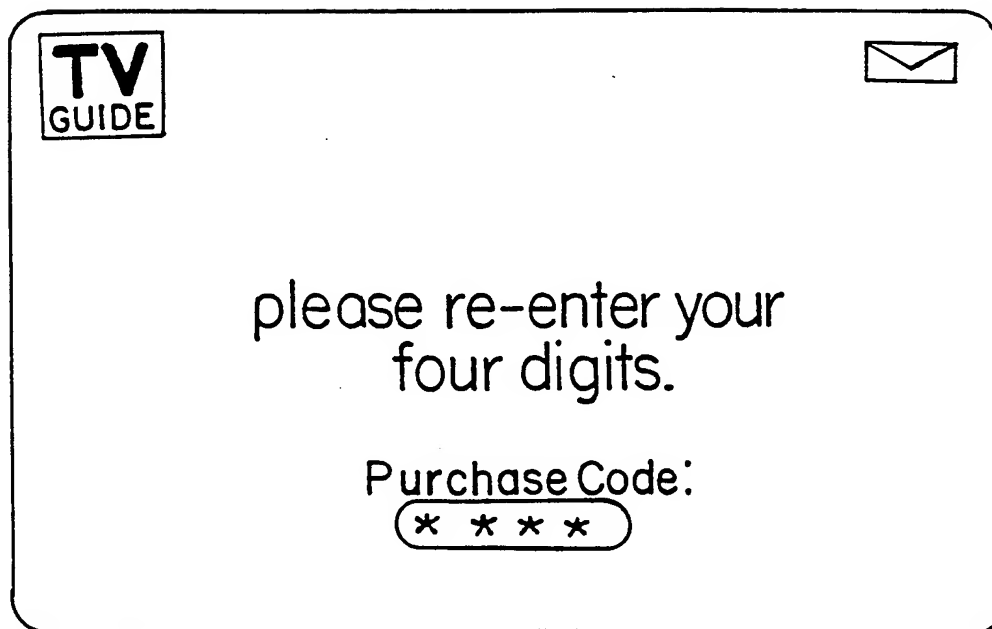 TV
GUIDE
please re-enter your
four digits.
Purchase Code:
* * * *